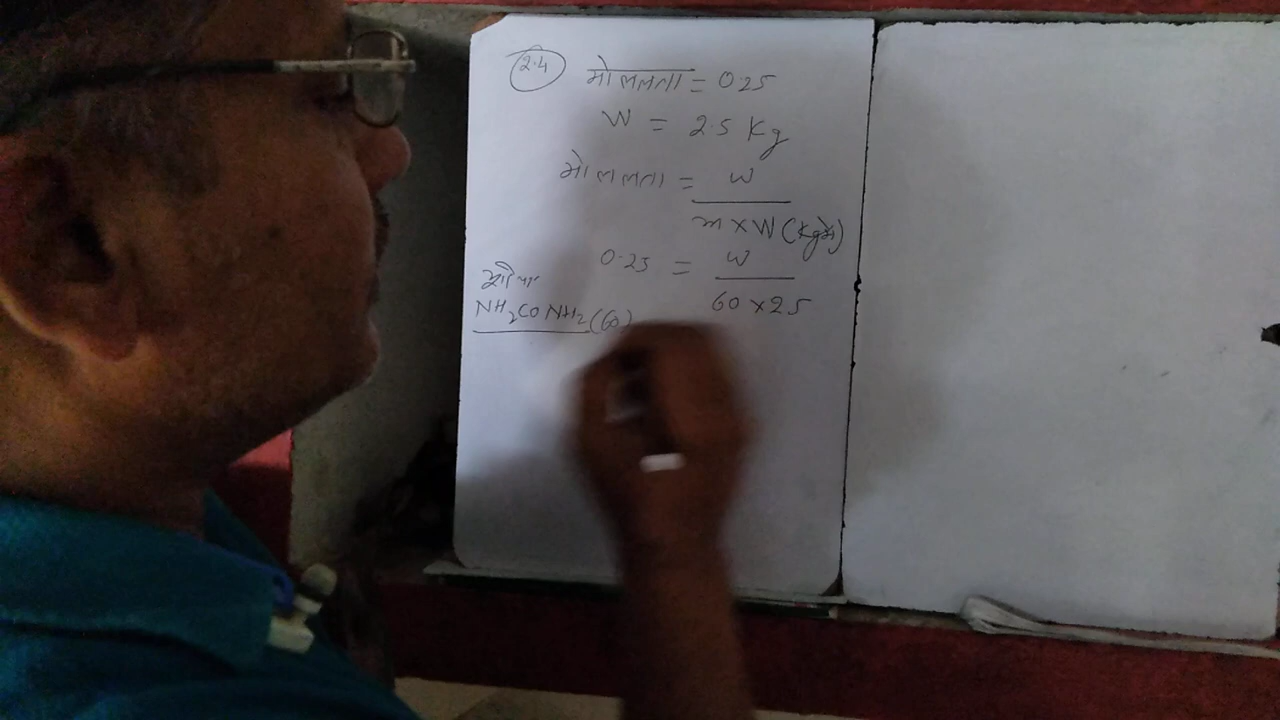 2.4 मोललता = 0.25
W = 25 Kg
मोललता = w / m × W (Kg में)
0.25 = w / 60 × 25
यूरिया
NH₂CONH₂ (60)